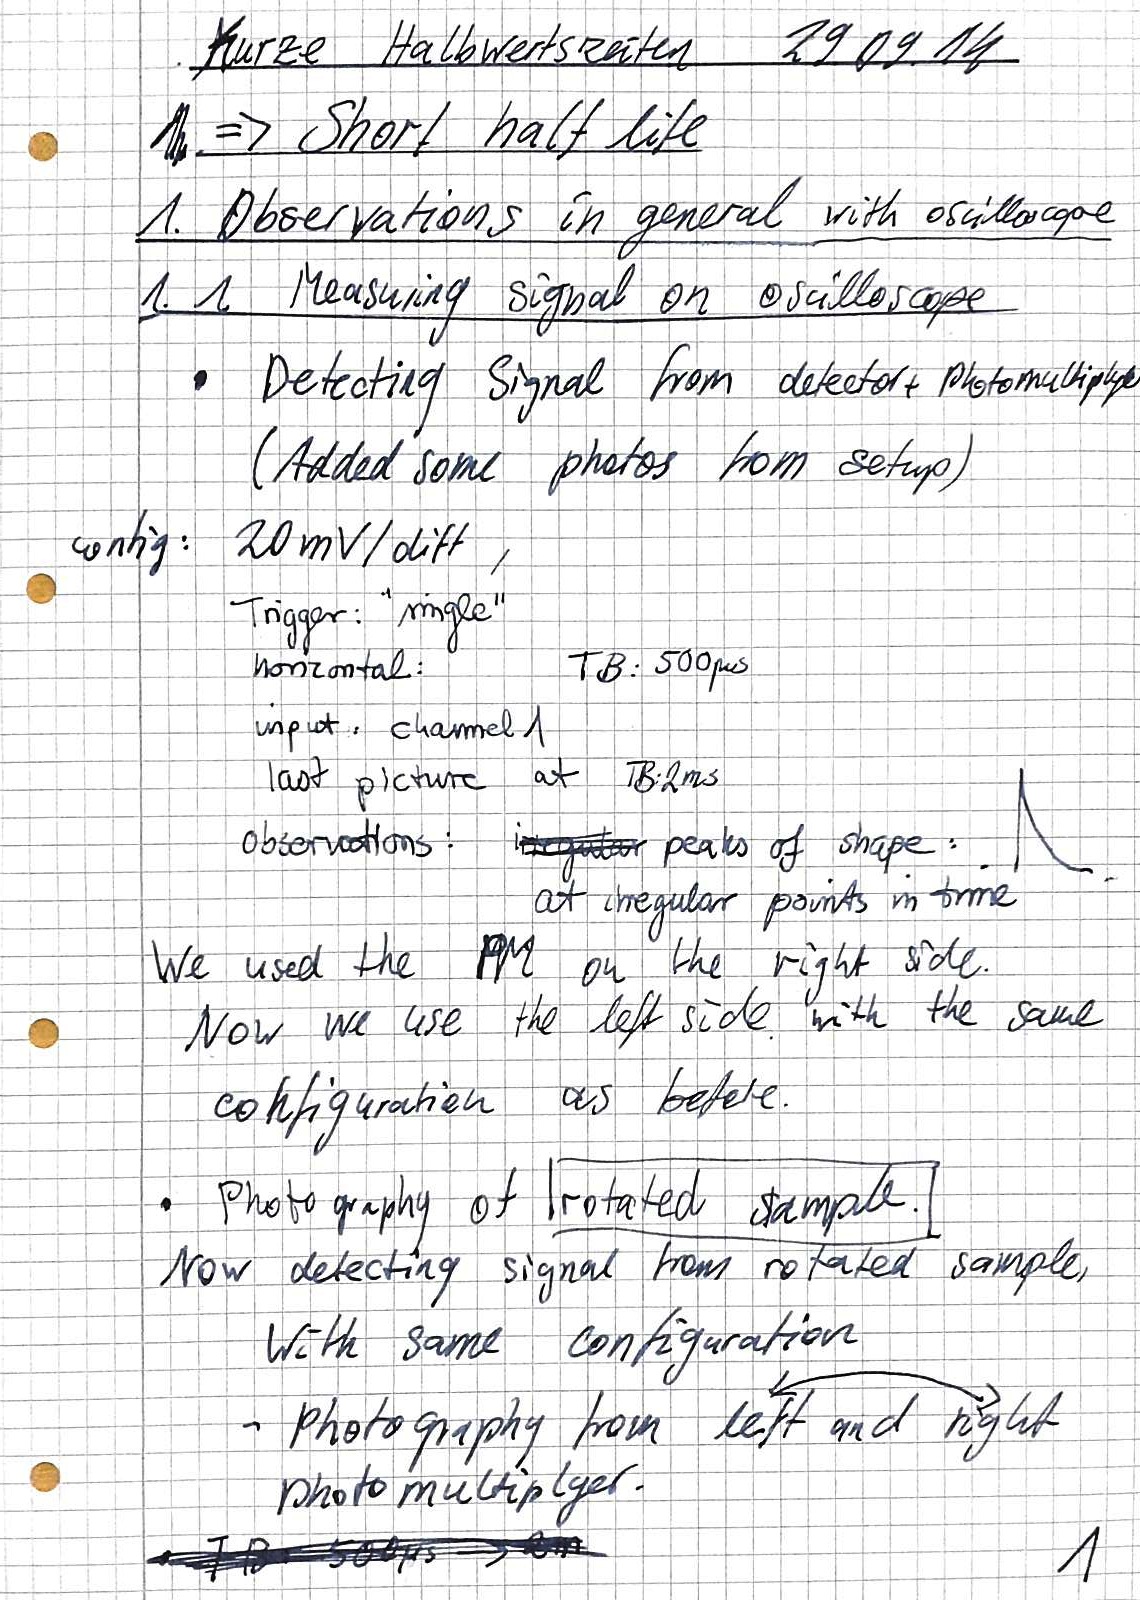 Kurze Halbwertszeiten 29.09.14
=> Short half life
1. Observations in general with oscilloscope
1.1 Measuring signal on oscilloscope
• Detecting Signal from detector + Photomultiplyer
(Added some photos from setup)
config: 20mV/diff,
Trigger: "single"
horizontal: TB: 500µs
input: channel 1
last picture at TB: 2ms
observations: irregular peaks of shape:
at irregular points in time
We used the PM on the right side.
Now we use the left side with the same
configuration as before.
• Photography of rotated sample.
Now detecting signal from rotated sample,
With same configuration
- Photography from left and right
photomultiplyer.
• TB: 500µs -> 2m
1